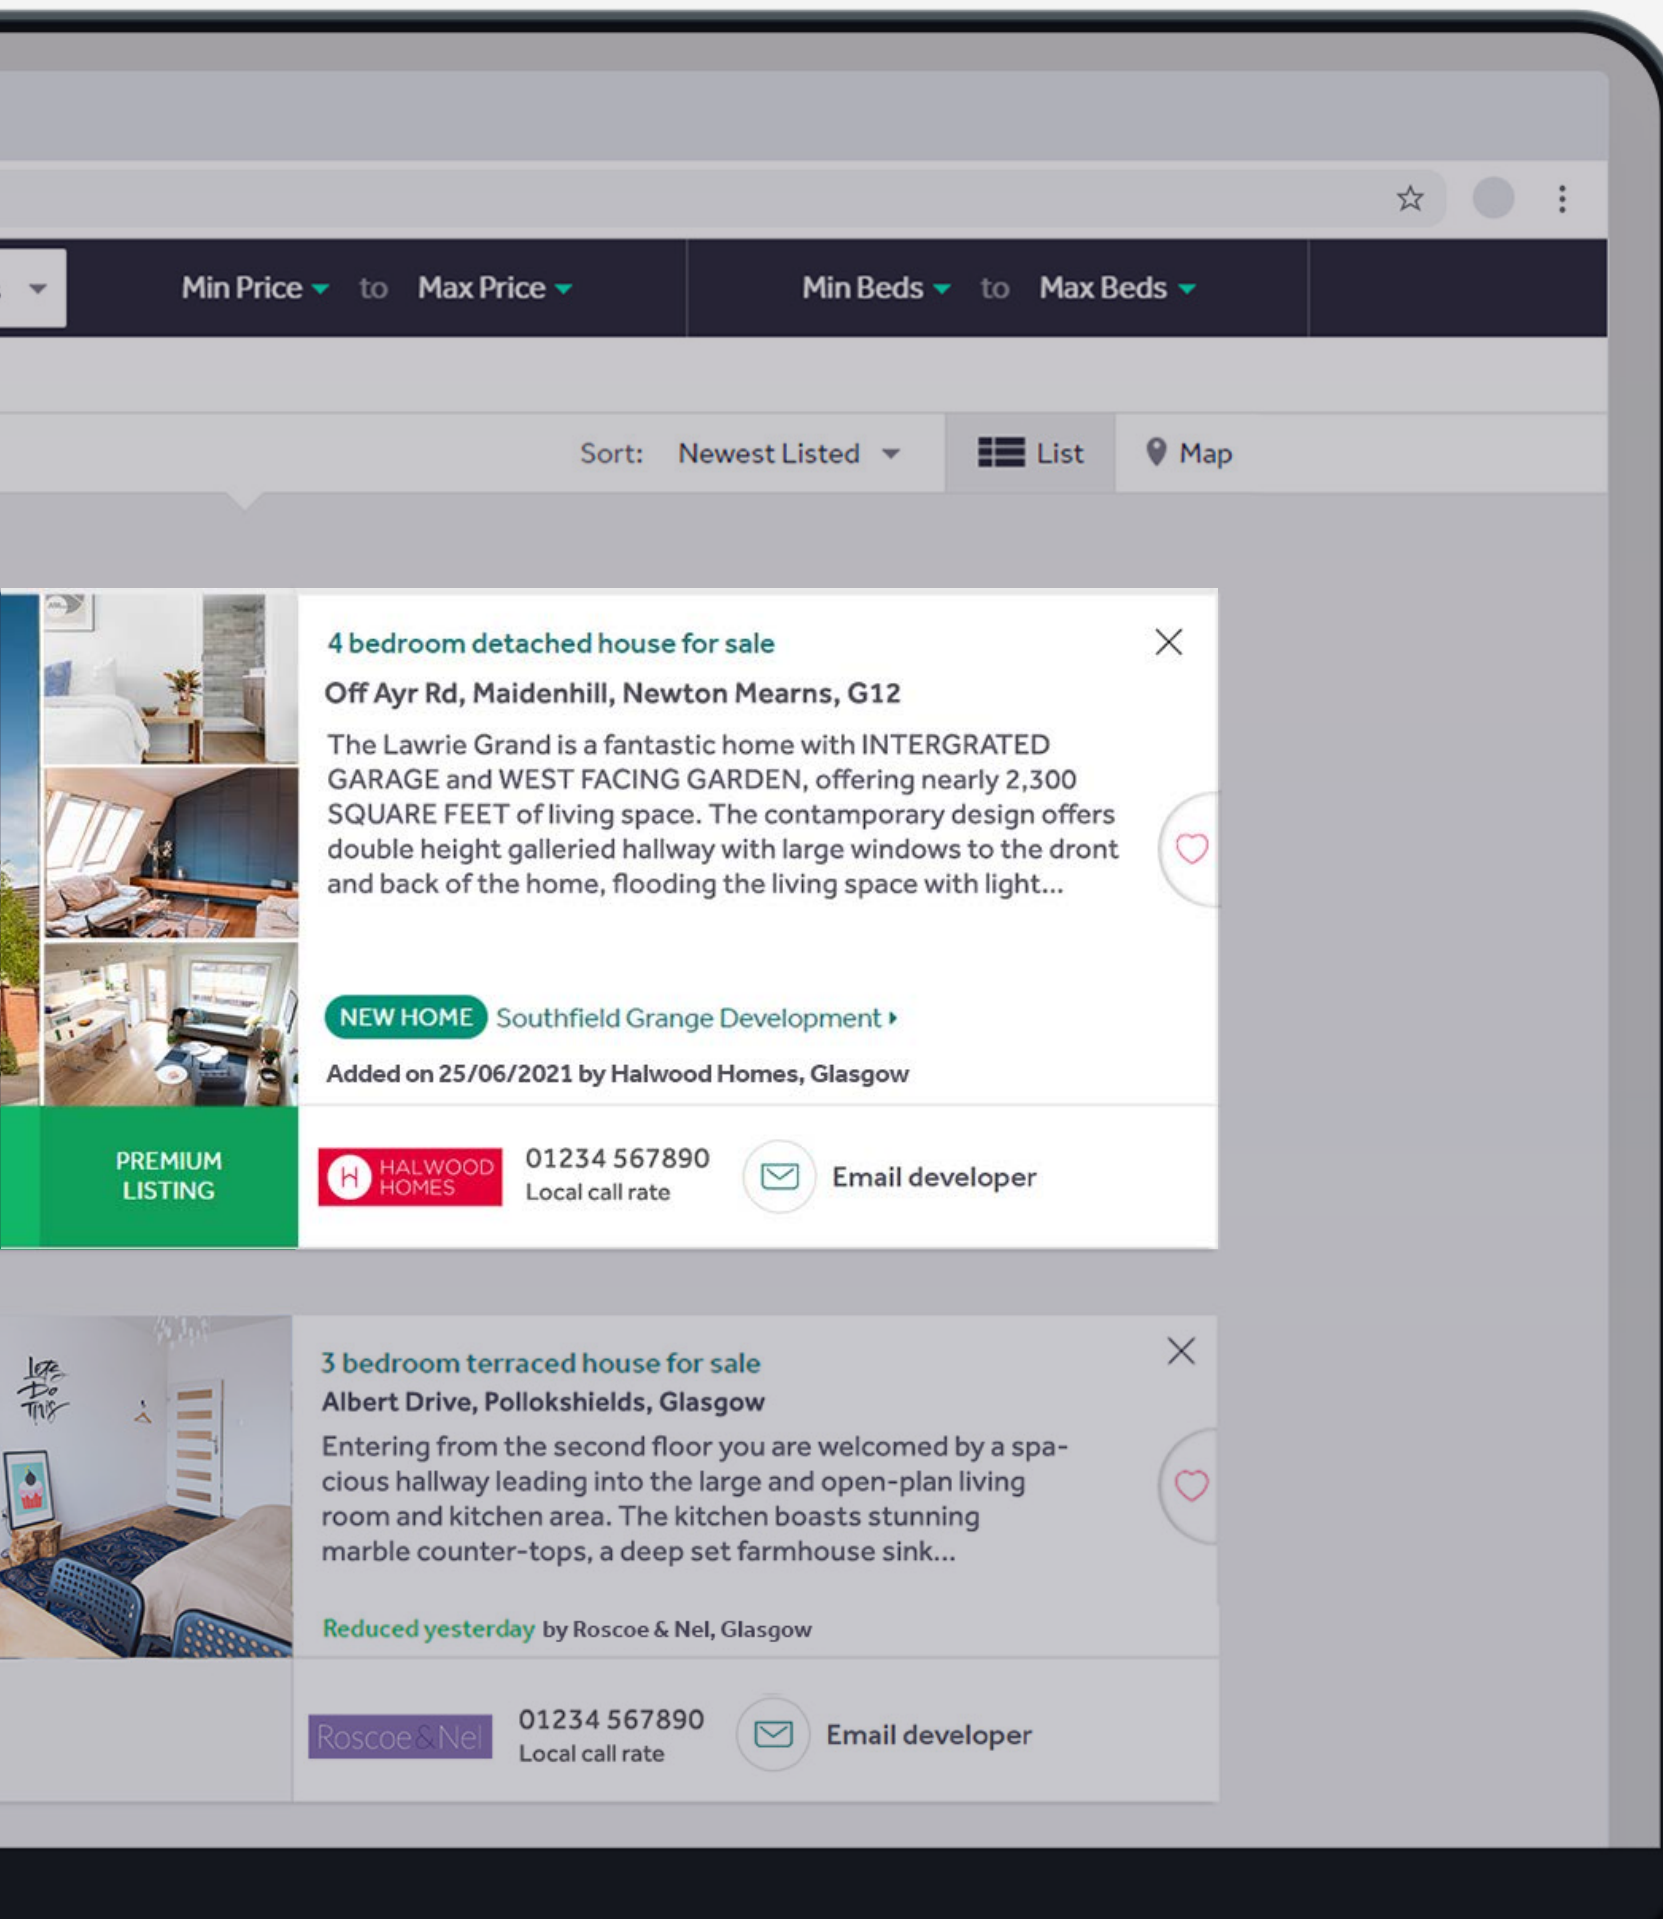 Min Price to Max Price
Min Beds to Max Beds
Sort: Newest Listed List Map
4 bedroom detached house for sale
Off Ayr Rd, Maidenhill, Newton Mearns, G12
The Lawrie Grand is a fantastic home with INTERGRATED
GARAGE and WEST FACING GARDEN, offering nearly 2,300
SQUARE FEET of living space. The contamporary design offers
double height galleried hallway with large windows to the dront
and back of the home, flooding the living space with light...
NEW HOME Southfield Grange Development
Added on 25/06/2021 by Halwood Homes, Glasgow
PREMIUM
LISTING
H HALWOOD
HOMES
01234 567890
Local call rate
Email developer
3 bedroom terraced house for sale
Albert Drive, Pollokshields, Glasgow
Entering from the second floor you are welcomed by a spa-
cious hallway leading into the large and open-plan living
room and kitchen area. The kitchen boasts stunning
marble counter-tops, a deep set farmhouse sink...
Reduced yesterday by Roscoe & Nel, Glasgow
Roscoe & Nel
01234 567890
Local call rate
Email developer